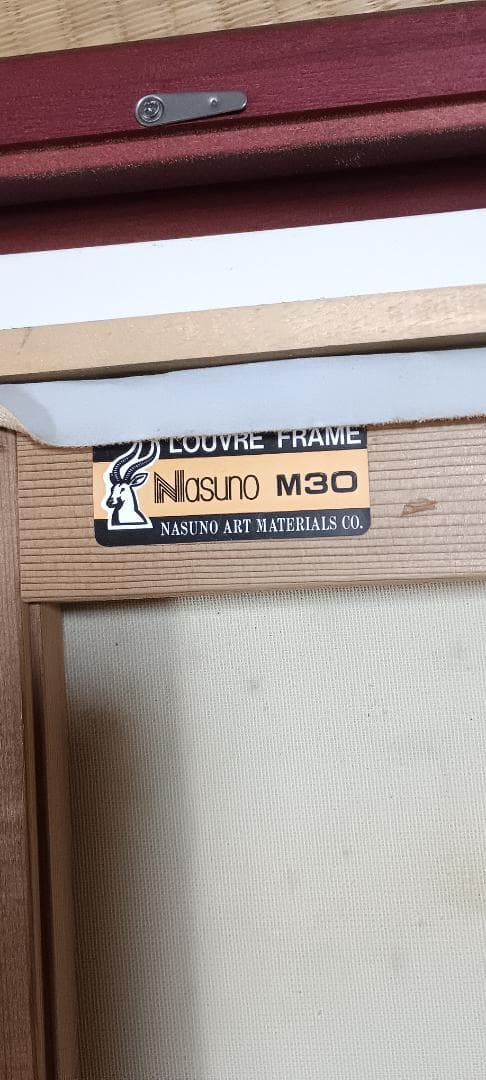 LOUVRE FRAME
Nasuno M30
NASUNO ART MATERIALS CO.